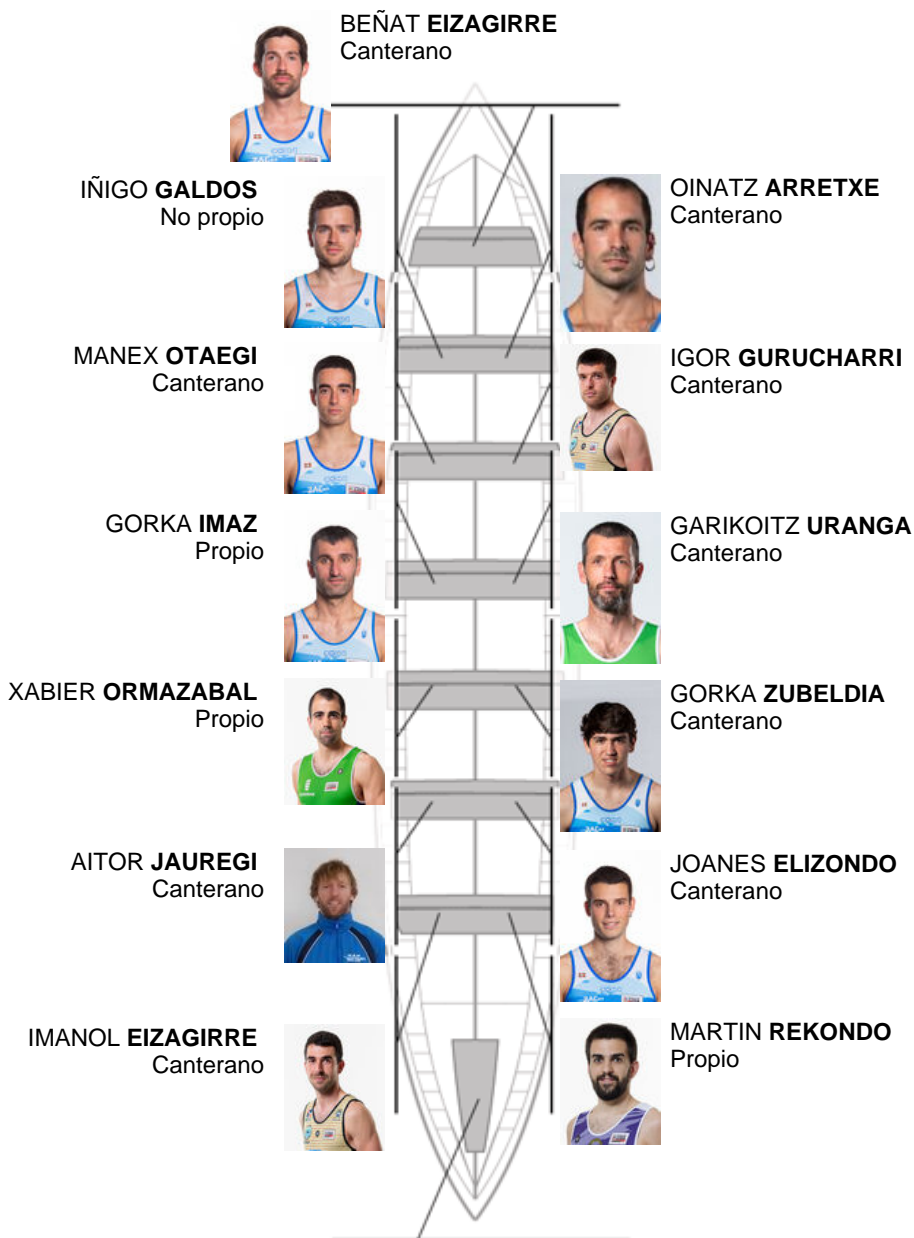 BEÑAT EIZAGIRRE
Canterano
IÑIGO GALDOS
No propio
OINATZ ARRETXE
Canterano
MANEX OTAEGI
Canterano
IGOR GURUCHARRI
Canterano
GORKA IMAZ
Propio
GARIKOITZ URANGA
Canterano
XABIER ORMAZABAL
Propio
GORKA ZUBELDIA
Canterano
AITOR JAUREGI
Canterano
JOANES ELIZONDO
Canterano
IMANOL EIZAGIRRE
Canterano
MARTIN REKONDO
Propio